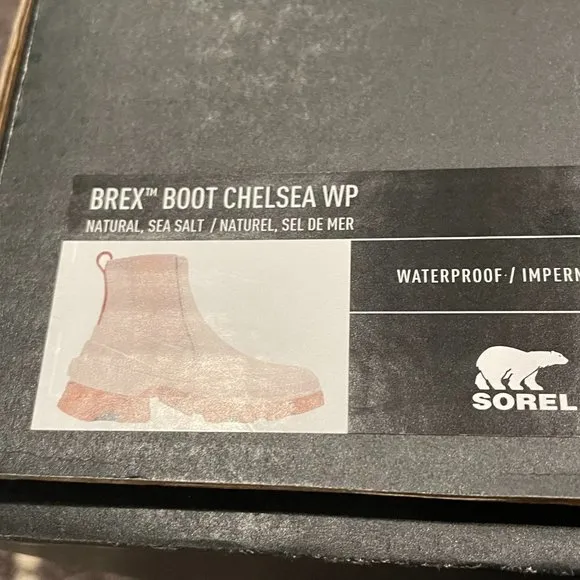 BREX™ BOOT CHELSEA WP
NATURAL, SEA SALT / NATUREL, SEL DE MER
WATERPROOF / IMPERM
SOREL